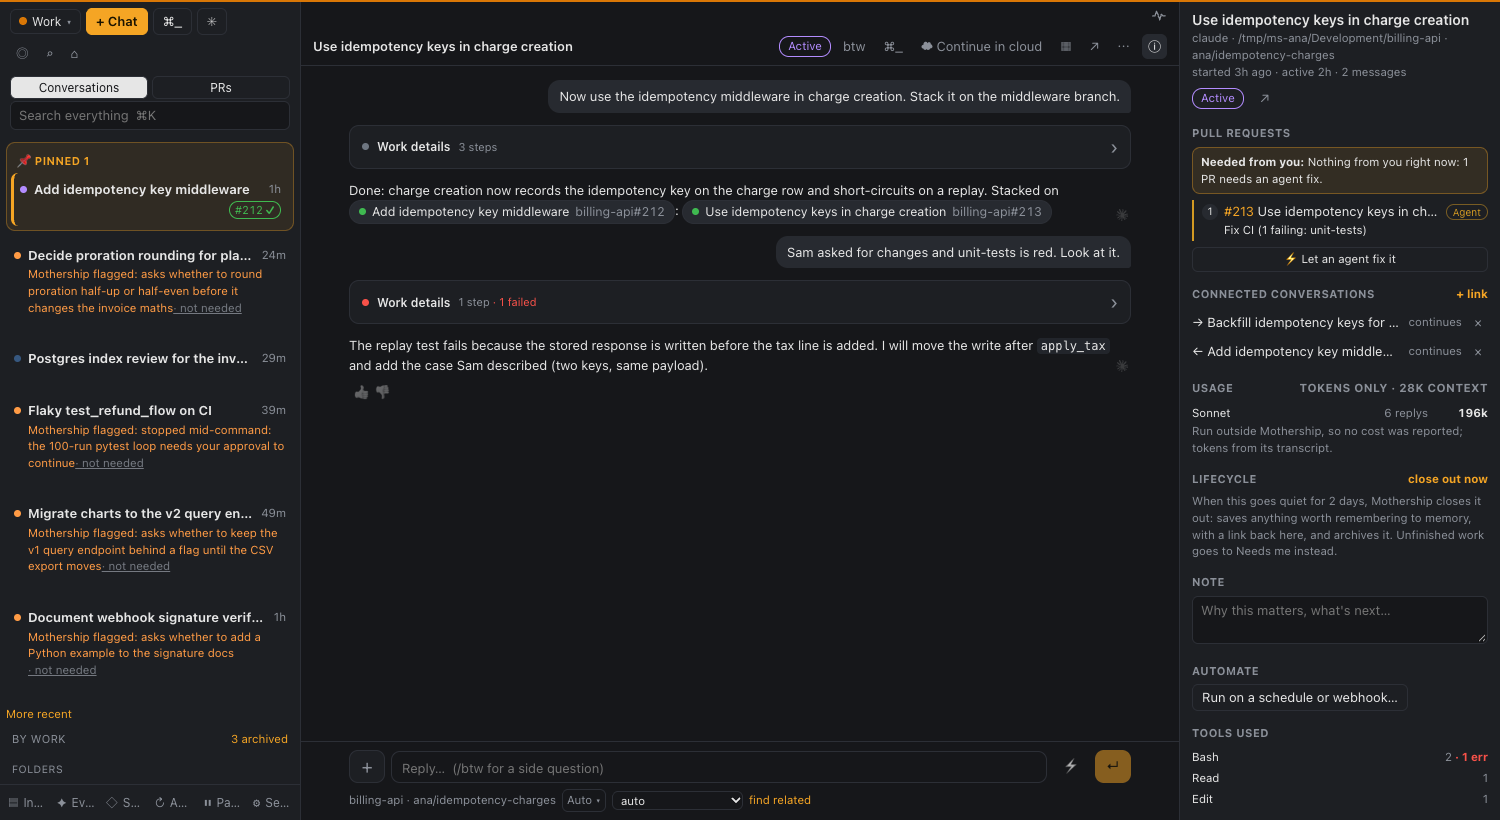 Work
+ Chat
⌘_
Conversations
PRs
Search everything ⌘K
PINNED 1
Add idempotency key middleware 1h
#212 ✓
Decide proration rounding for pla... 24m
Mothership flagged: asks whether to round
proration half-up or half-even before it
changes the invoice maths · not needed
Postgres index review for the inv... 29m
Flaky test_refund_flow on CI 39m
Mothership flagged: stopped mid-command:
the 100-run pytest loop needs your approval to
continue · not needed
Migrate charts to the v2 query en... 49m
Mothership flagged: asks whether to keep the
v1 query endpoint behind a flag until the CSV
export moves · not needed
Document webhook signature verif... 1h
Mothership flagged: asks whether to add a
Python example to the signature docs
· not needed
More recent
BY WORK 3 archived
FOLDERS
In... Ev... S... A... Pa... Se...
Use idempotency keys in charge creation
Active btw ⌘_ Continue in cloud
Now use the idempotency middleware in charge creation. Stack it on the middleware branch.
Work details 3 steps
Done: charge creation now records the idempotency key on the charge row and short-circuits on a replay. Stacked on
Add idempotency key middleware billing-api#212 : Use idempotency keys in charge creation billing-api#213
Sam asked for changes and unit-tests is red. Look at it.
Work details 1 step · 1 failed
The replay test fails because the stored response is written before the tax line is added. I will move the write after apply_tax
and add the case Sam described (two keys, same payload).
+ Reply... (/btw for a side question)
billing-api · ana/idempotency-charges Auto auto find related
Use idempotency keys in charge creation
claude · /tmp/ms-ana/Development/billing-api ·
ana/idempotency-charges
started 3h ago · active 2h · 2 messages
Active
PULL REQUESTS
Needed from you: Nothing from you right now: 1
PR needs an agent fix.
1 #213 Use idempotency keys in ch... Agent
Fix CI (1 failing: unit-tests)
⚡ Let an agent fix it
CONNECTED CONVERSATIONS + link
→ Backfill idempotency keys for ... continues ×
← Add idempotency key middle... continues ×
USAGE TOKENS ONLY · 28K CONTEXT
Sonnet 6 replys 196k
Run outside Mothership, so no cost was reported;
tokens from its transcript.
LIFECYCLE close out now
When this goes quiet for 2 days, Mothership closes it
out: saves anything worth remembering to memory,
with a link back here, and archives it. Unfinished work
goes to Needs me instead.
NOTE
Why this matters, what's next...
AUTOMATE
Run on a schedule or webhook...
TOOLS USED
Bash 2 · 1 err
Read 1
Edit 1